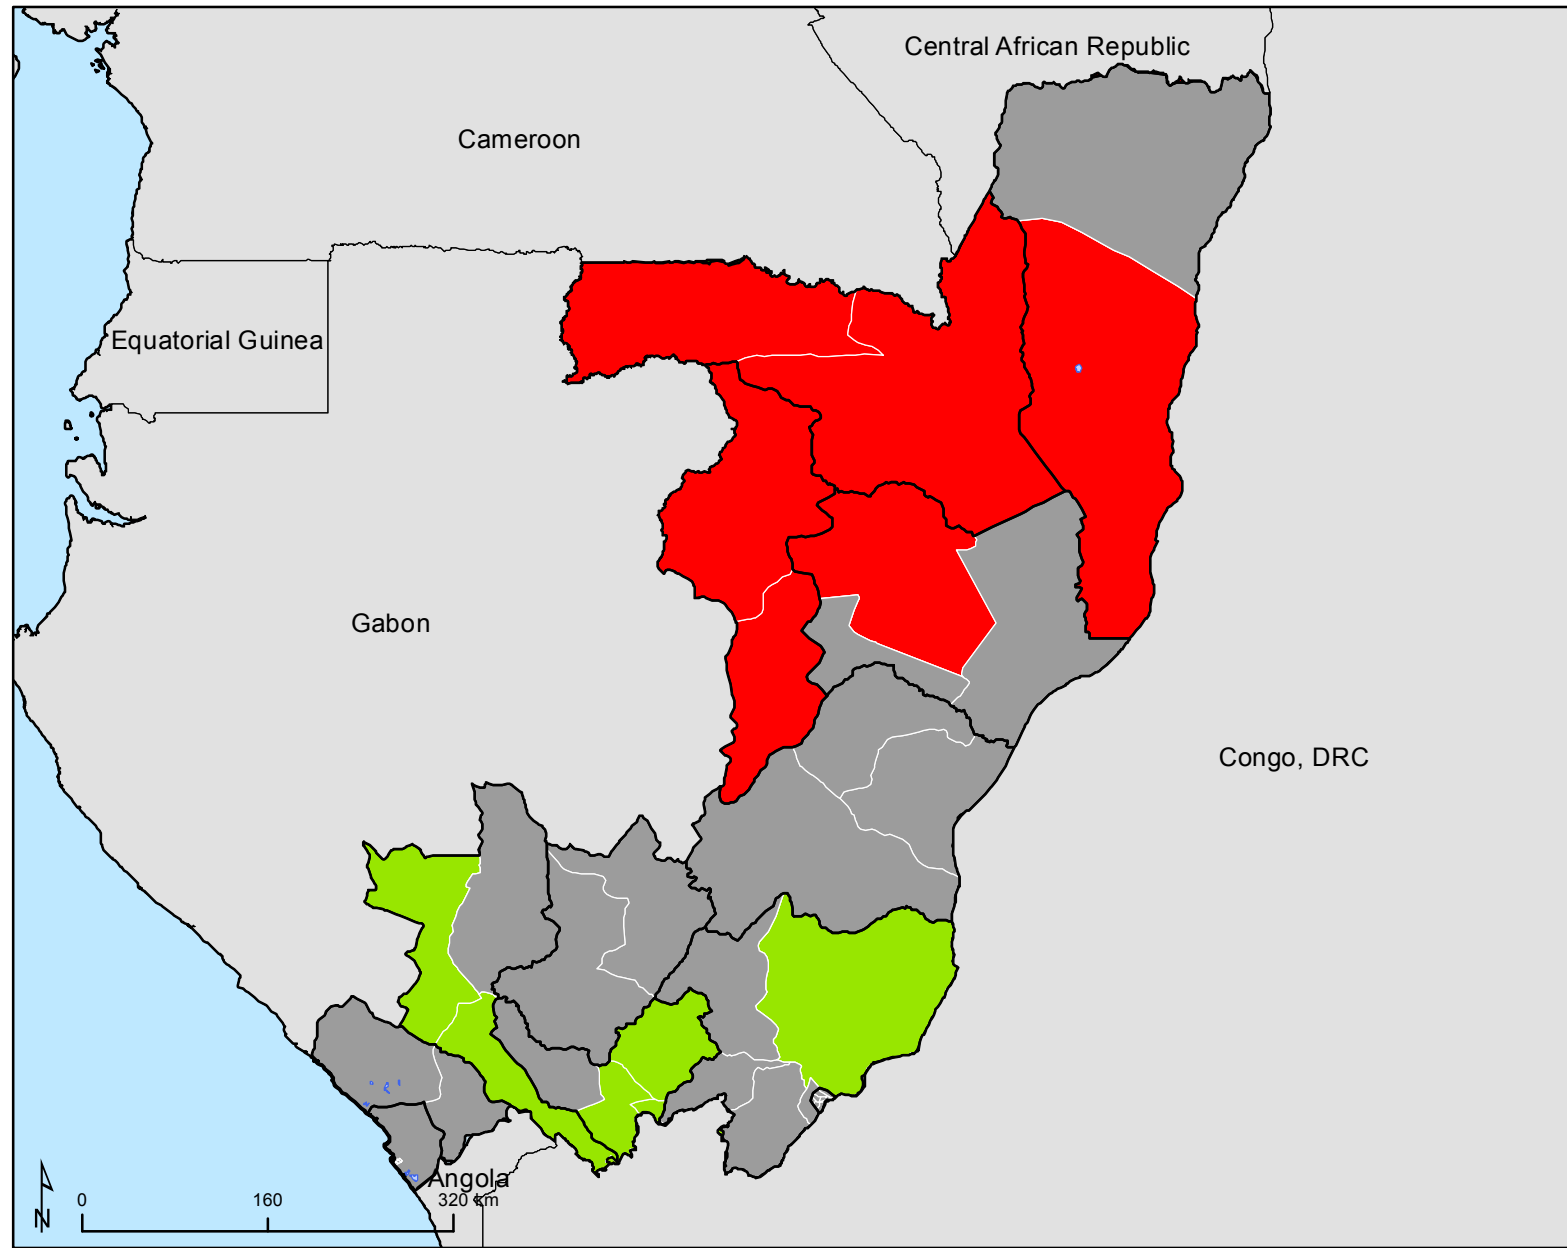 Central African Republic
Cameroon
Equatorial Guinea
Gabon
Congo, DRC
Angola
0 160 320 km
N